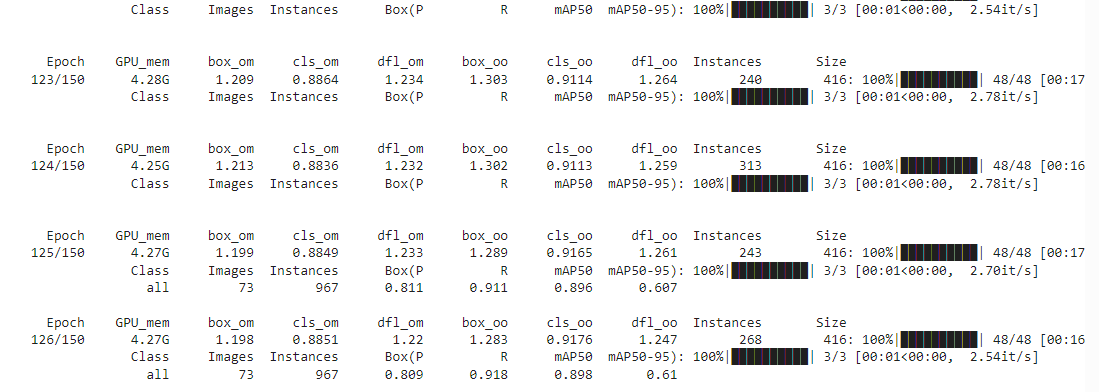 Class Images Instances Box(P R mAP50 mAP50-95): 100%|██████████| 3/3 [00:01<00:00, 2.54it/s]
Epoch GPU_mem box_om cls_om dfl_om box_oo cls_oo dfl_oo Instances Size
123/150 4.28G 1.209 0.8864 1.234 1.303 0.9114 1.264 240 416: 100%|██████████| 48/48 [00:17
Class Images Instances Box(P R mAP50 mAP50-95): 100%|██████████| 3/3 [00:01<00:00, 2.78it/s]
Epoch GPU_mem box_om cls_om dfl_om box_oo cls_oo dfl_oo Instances Size
124/150 4.25G 1.213 0.8836 1.232 1.302 0.9113 1.259 313 416: 100%|██████████| 48/48 [00:16
Class Images Instances Box(P R mAP50 mAP50-95): 100%|██████████| 3/3 [00:01<00:00, 2.78it/s]
Epoch GPU_mem box_om cls_om dfl_om box_oo cls_oo dfl_oo Instances Size
125/150 4.27G 1.199 0.8849 1.233 1.289 0.9165 1.261 243 416: 100%|██████████| 48/48 [00:17
Class Images Instances Box(P R mAP50 mAP50-95): 100%|██████████| 3/3 [00:01<00:00, 2.70it/s]
all 73 967 0.811 0.911 0.896 0.607
Epoch GPU_mem box_om cls_om dfl_om box_oo cls_oo dfl_oo Instances Size
126/150 4.27G 1.198 0.8851 1.22 1.283 0.9176 1.247 268 416: 100%|██████████| 48/48 [00:16
Class Images Instances Box(P R mAP50 mAP50-95): 100%|██████████| 3/3 [00:01<00:00, 2.54it/s]
all 73 967 0.809 0.918 0.898 0.61